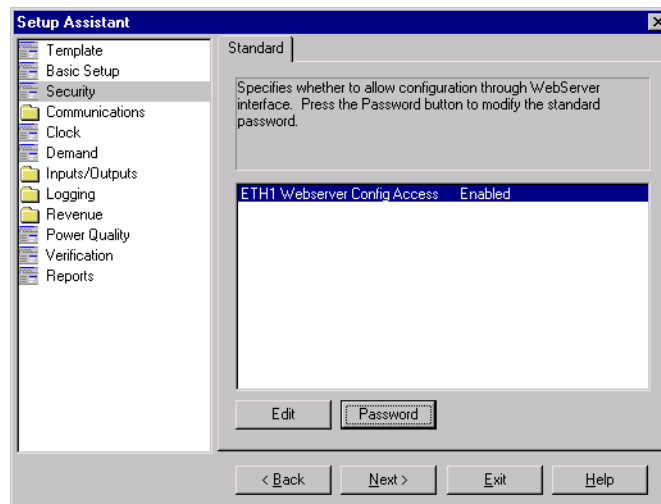 Setup Assistant
Template
Basic Setup
Security
Communications
Clock
Demand
Inputs/Outputs
Logging
Revenue
Power Quality
Verification
Reports
Standard
Specifies whether to allow configuration through WebServer
interface. Press the Password button to modify the standard
password.
ETH1 Webserver Config Access Enabled
Edit Password
< Back Next > Exit Help